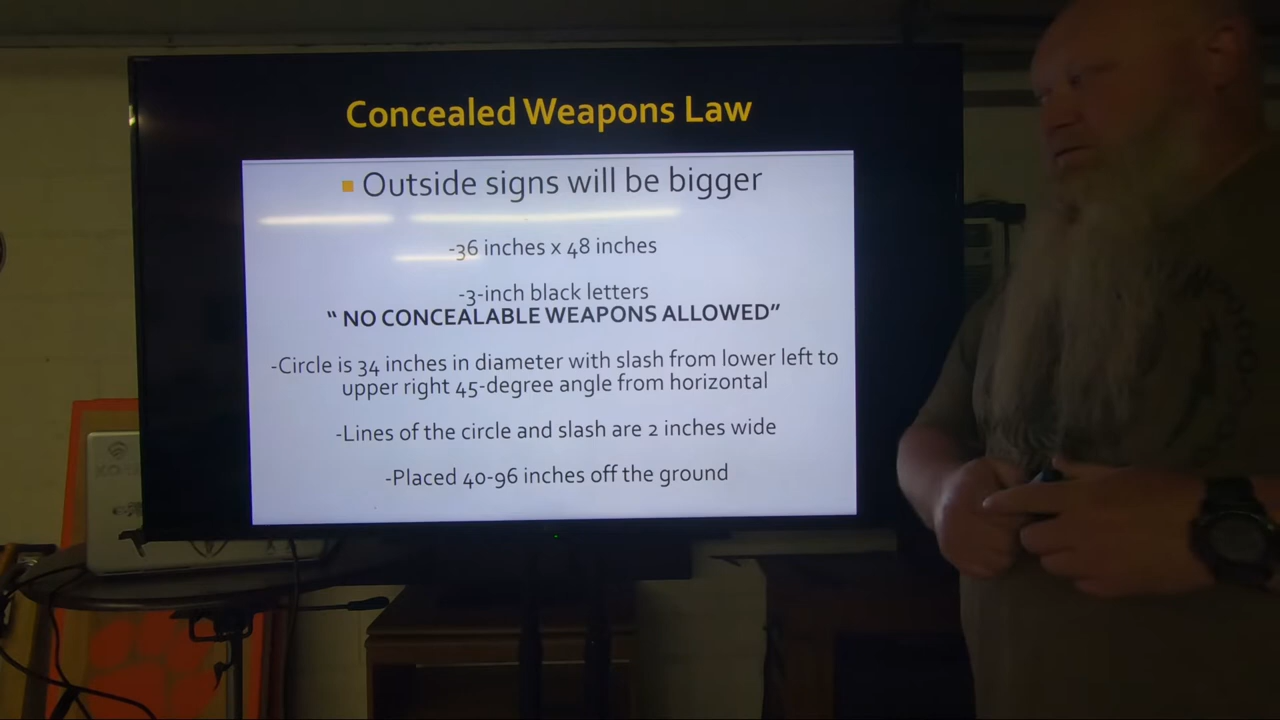 Concealed Weapons Law
Outside signs will be bigger
-36 inches x 48 inches
-3-inch black letters
“ NO CONCEALABLE WEAPONS ALLOWED”
-Circle is 34 inches in diameter with slash from lower left to
upper right 45-degree angle from horizontal
-Lines of the circle and slash are 2 inches wide
-Placed 40-96 inches off the ground